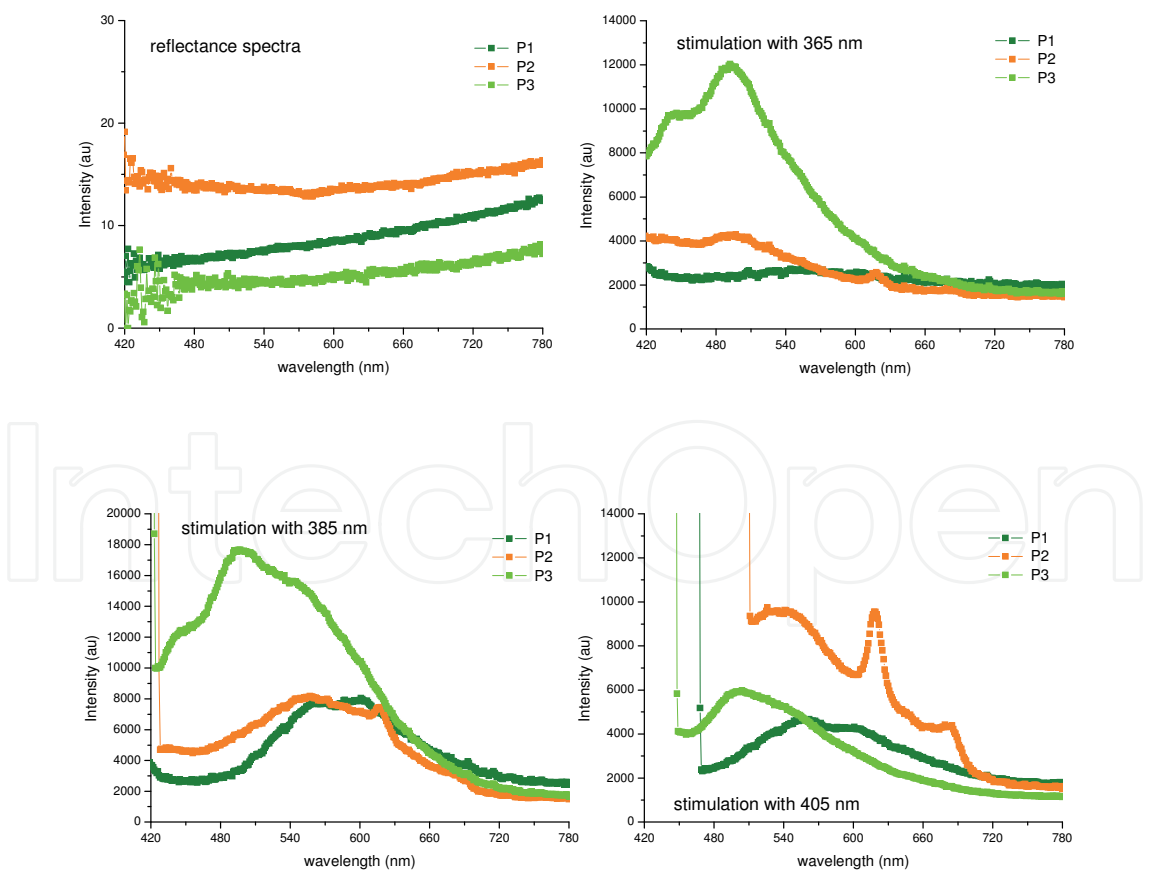 reflectance spectra
P1
P2
P3
30
20
10
0
Intensity (au)
420 480 540 600 660 720 780
wavelength (nm)
stimulation with 365 nm
P1
P2
P3
14000
12000
10000
8000
6000
4000
2000
0
Intensity (au)
420 480 540 600 660 720 780
wavelength (nm)
IntechOpen
stimulation with 385 nm
P1
P2
P3
20000
18000
16000
14000
12000
10000
8000
6000
4000
2000
0
Intensity (au)
420 480 540 600 660 720 780
wavelength (nm)
P1
P2
P3
14000
12000
10000
8000
6000
4000
2000
0
Intensity (au)
stimulation with 405 nm
420 480 540 600 660 720 780
wavelength (nm)